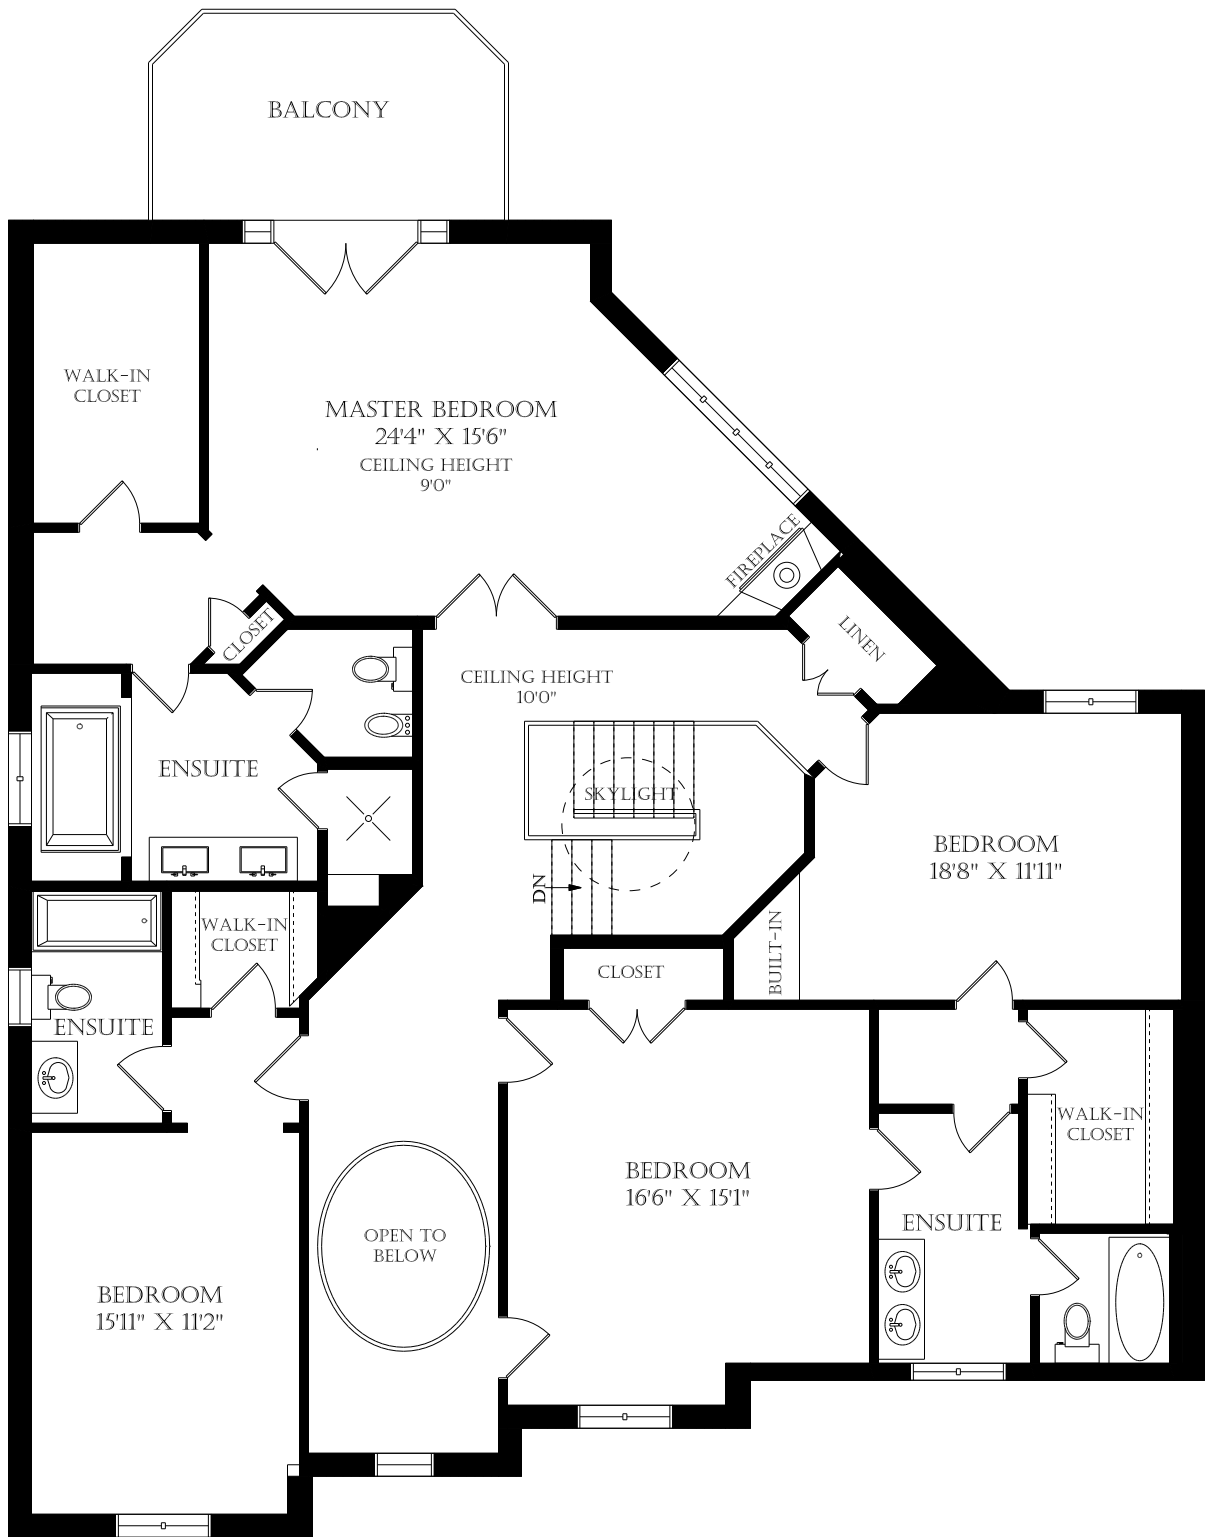 BALCONY
WALK-IN
CLOSET
MASTER BEDROOM
24'4" X 15'6"
CEILING HEIGHT
9'0"
FIREPLACE
LINEN
CLOSET
CEILING HEIGHT
10'0"
ENSUITE
SKYLIGHT
DN
BEDROOM
18'8" X 11'11"
BUILT-IN
WALK-IN
CLOSET
CLOSET
ENSUITE
WALK-IN
CLOSET
BEDROOM
16'6" X 15'1"
ENSUITE
OPEN TO
BELOW
BEDROOM
15'11" X 11'2"